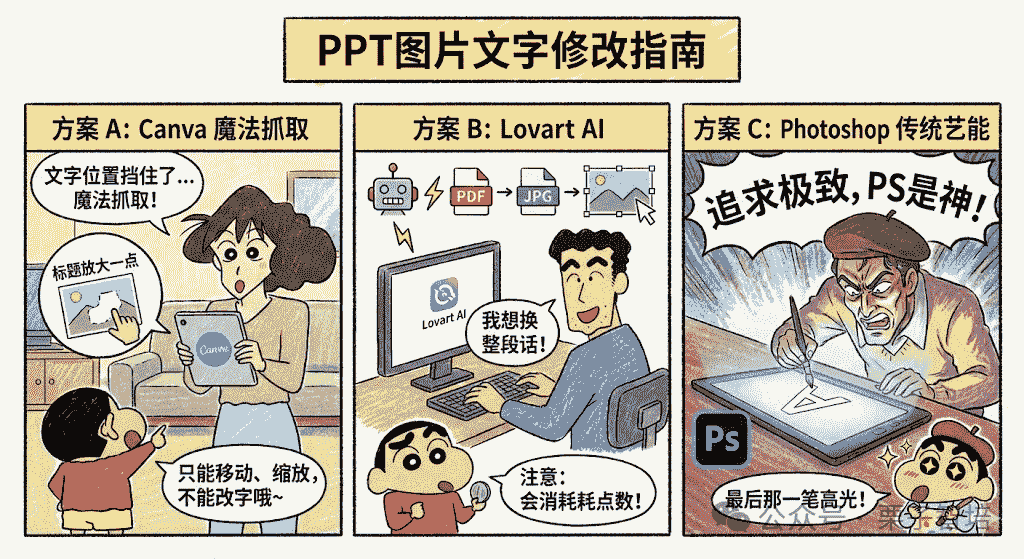 PPT图片文字修改指南
方案 A: Canva 魔法抓取
文字位置挡住了...
魔法抓取！
标题放大一点
Canva
只能移动、缩放，
不能改字哦~
方案 B: Lovart AI
PDF
JPG
Lovart AI
我想换
整段话！
注意：
会消耗耗点数！
方案 C: Photoshop 传统艺能
追求极致，PS是神！
A
Ps
最后那一笔高光！
公众号